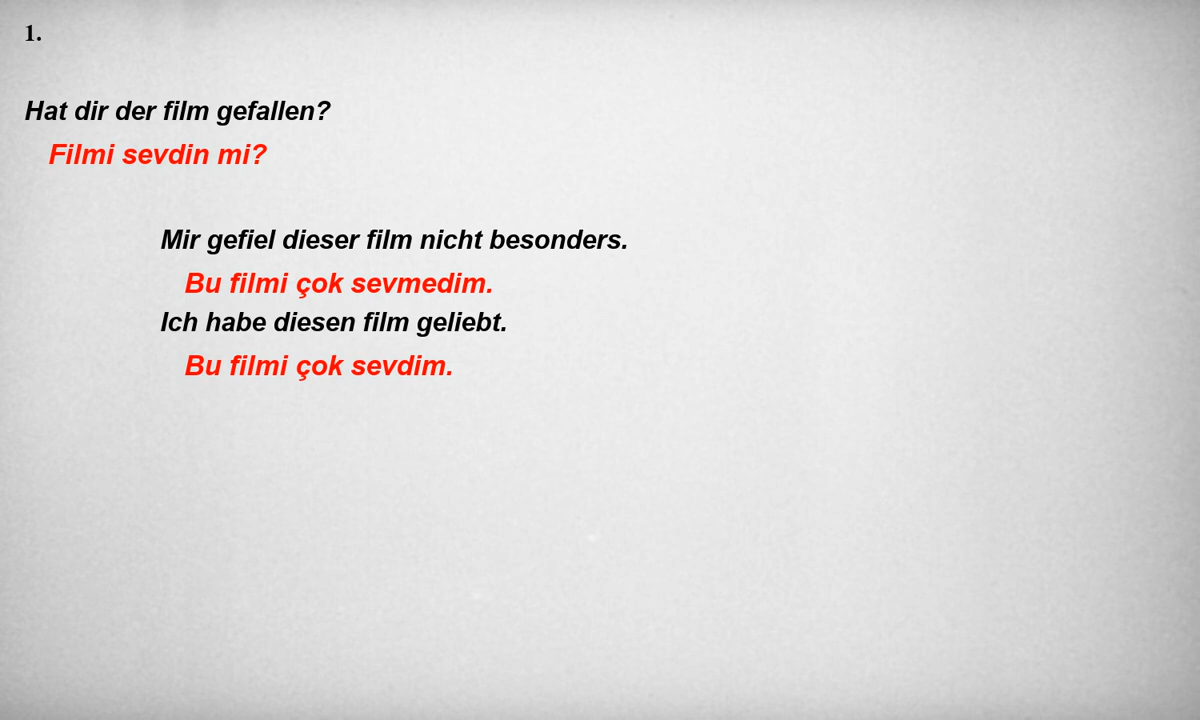 1.
Hat dir der film gefallen?
Filmi sevdin mi?
Mir gefiel dieser film nicht besonders.
Bu filmi çok sevmedim.
Ich habe diesen film geliebt.
Bu filmi çok sevdim.